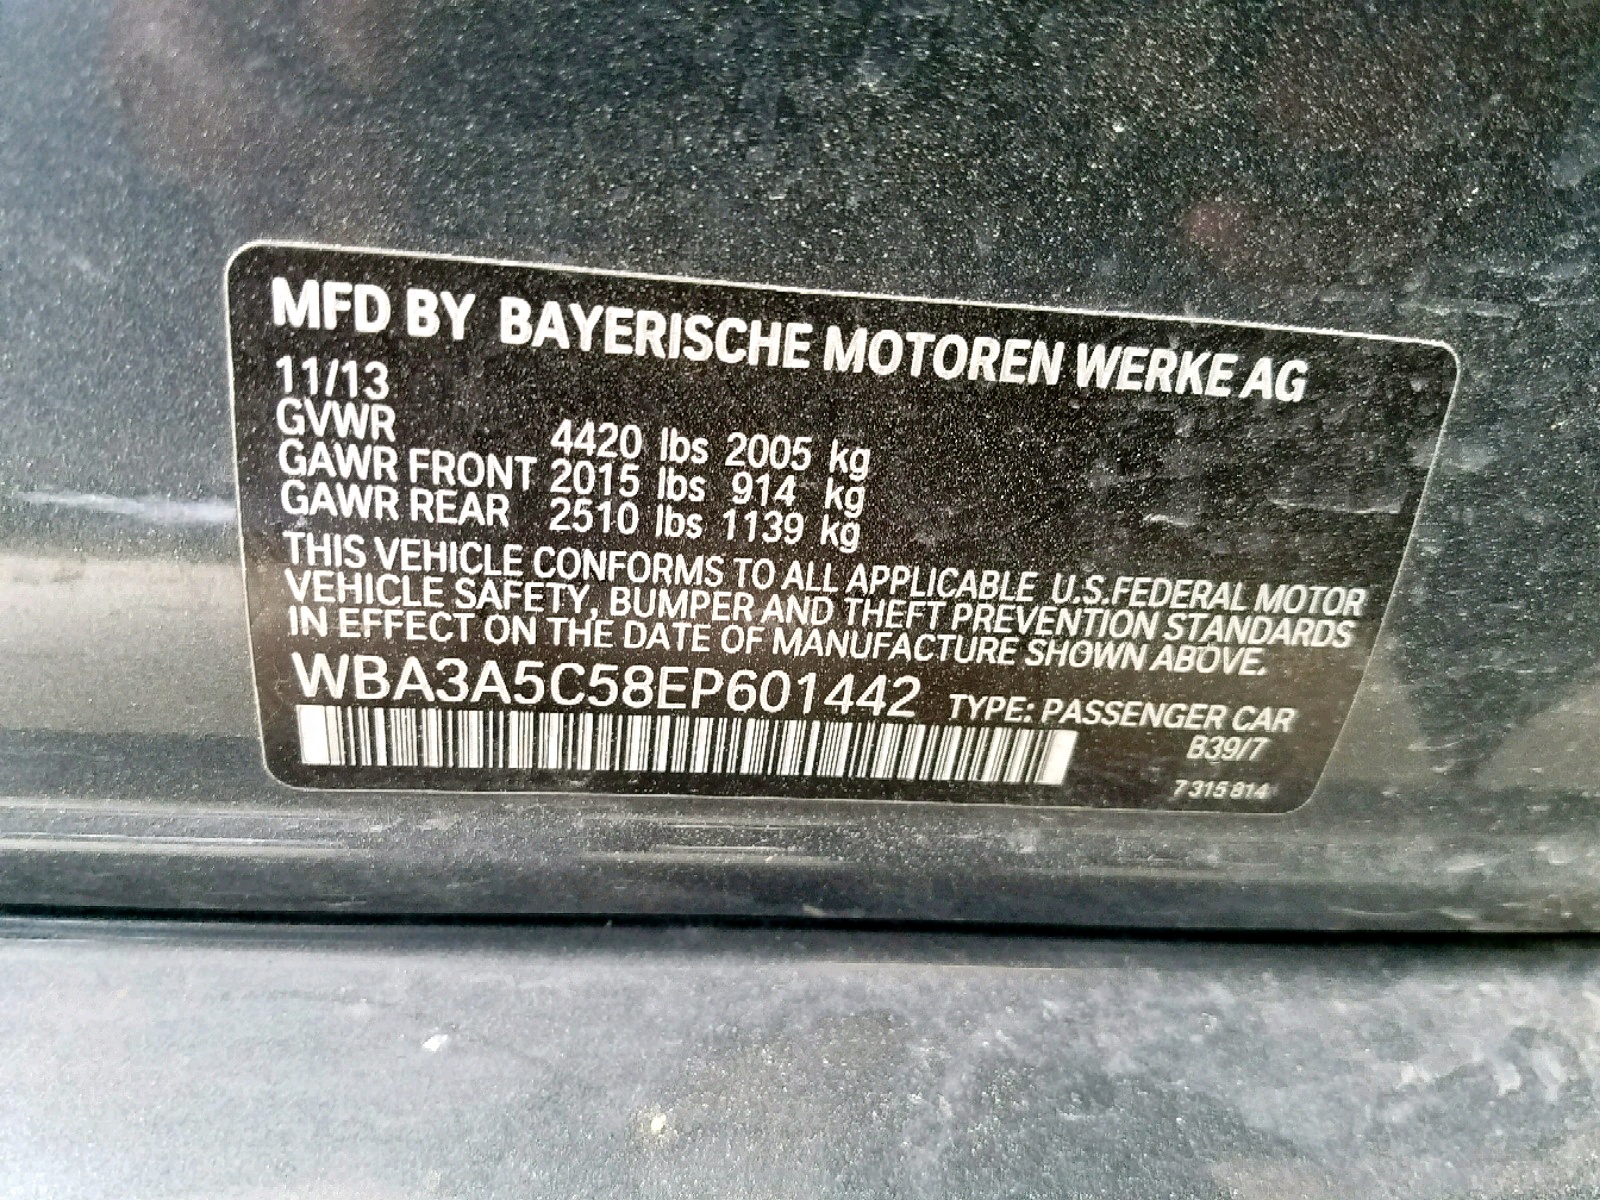 MFD BY BAYERISCHE MOTOREN WERKE AG
11/13
GVWR 4420 lbs 2005 kg
GAWR FRONT 2015 lbs 914 kg
GAWR REAR 2510 lbs 1139 kg
THIS VEHICLE CONFORMS TO ALL APPLICABLE U.S.FEDERAL MOTOR
VEHICLE SAFETY, BUMPER AND THEFT PREVENTION STANDARDS
IN EFFECT ON THE DATE OF MANUFACTURE SHOWN ABOVE.
WBA3A5C58EP601442 TYPE: PASSENGER CAR
B39/7
7 315 814